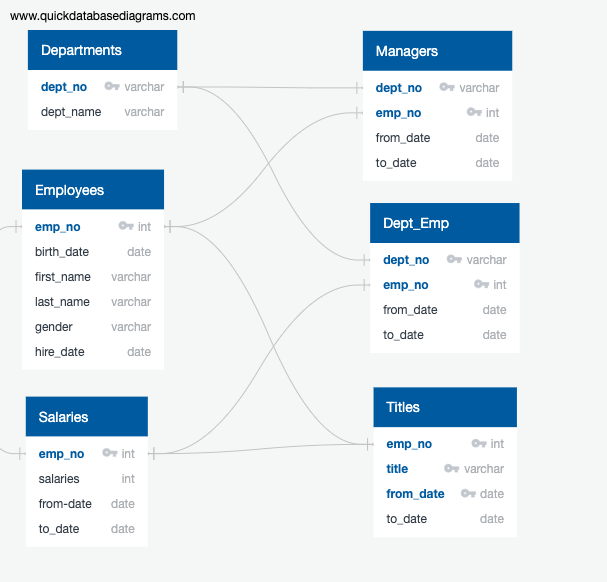 www.quickdatabasediagrams.com
Departments
dept_no varchar
dept_name varchar
Managers
dept_no varchar
emp_no int
from_date date
to_date date
Employees
emp_no int
birth_date date
first_name varchar
last_name varchar
gender varchar
hire_date date
Dept_Emp
dept_no varchar
emp_no int
from_date date
to_date date
Salaries
emp_no int
salaries int
from-date date
to_date date
Titles
emp_no int
title varchar
from_date date
to_date date